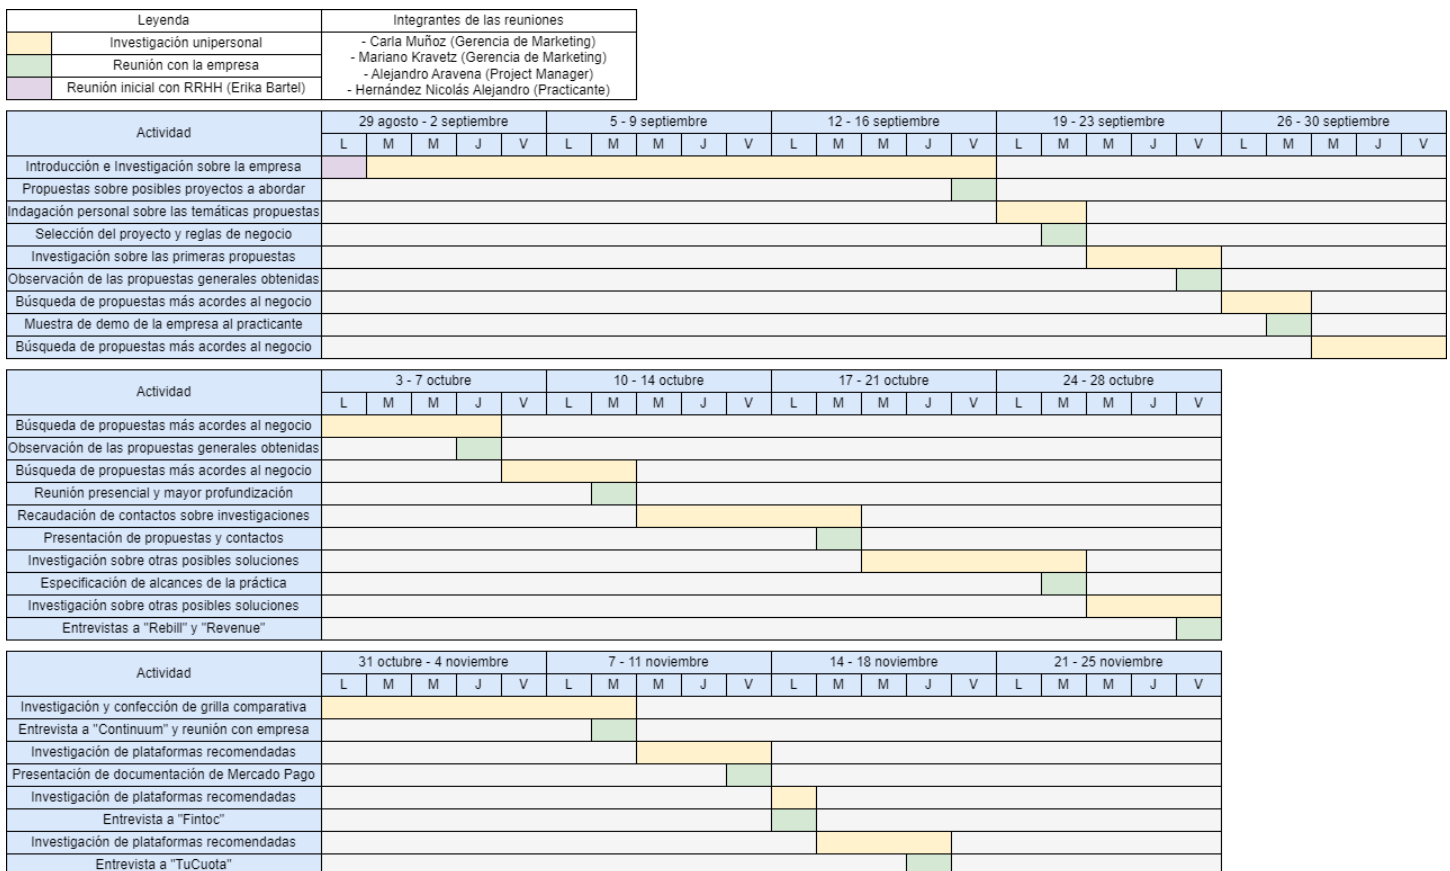 Leyenda
Integrantes de las reuniones
Investigación unipersonal
Reunión con la empresa
Reunión inicial con RRHH (Erika Bartel)
- Carla Muñoz (Gerencia de Marketing)
- Mariano Kravetz (Gerencia de Marketing)
- Alejandro Aravena (Project Manager)
- Hernández Nicolás Alejandro (Practicante)
Actividad
29 agosto - 2 septiembre 5 - 9 septiembre 12 - 16 septiembre 19 - 23 septiembre 26 - 30 septiembre
L M M J V L M M J V L M M J V L M M J V L M M J V
Introducción e Investigación sobre la empresa
Propuestas sobre posibles proyectos a abordar
Indagación personal sobre las temáticas propuestas
Selección del proyecto y reglas de negocio
Investigación sobre las primeras propuestas
Observación de las propuestas generales obtenidas
Búsqueda de propuestas más acordes al negocio
Muestra de demo de la empresa al practicante
Búsqueda de propuestas más acordes al negocio
Actividad
3 - 7 octubre 10 - 14 octubre 17 - 21 octubre 24 - 28 octubre
L M M J V L M M J V L M M J V L M M J V
Búsqueda de propuestas más acordes al negocio
Observación de las propuestas generales obtenidas
Búsqueda de propuestas más acordes al negocio
Reunión presencial y mayor profundización
Recaudación de contactos sobre investigaciones
Presentación de propuestas y contactos
Investigación sobre otras posibles soluciones
Especificación de alcances de la práctica
Investigación sobre otras posibles soluciones
Entrevistas a "Rebill" y "Revenue"
Actividad
31 octubre - 4 noviembre 7 - 11 noviembre 14 - 18 noviembre 21 - 25 noviembre
L M M J V L M M J V L M M J V L M M J V
Investigación y confección de grilla comparativa
Entrevista a "Continuum" y reunión con empresa
Investigación de plataformas recomendadas
Presentación de documentación de Mercado Pago
Investigación de plataformas recomendadas
Entrevista a "Fintoc"
Investigación de plataformas recomendadas
Entrevista a "TuCuota"